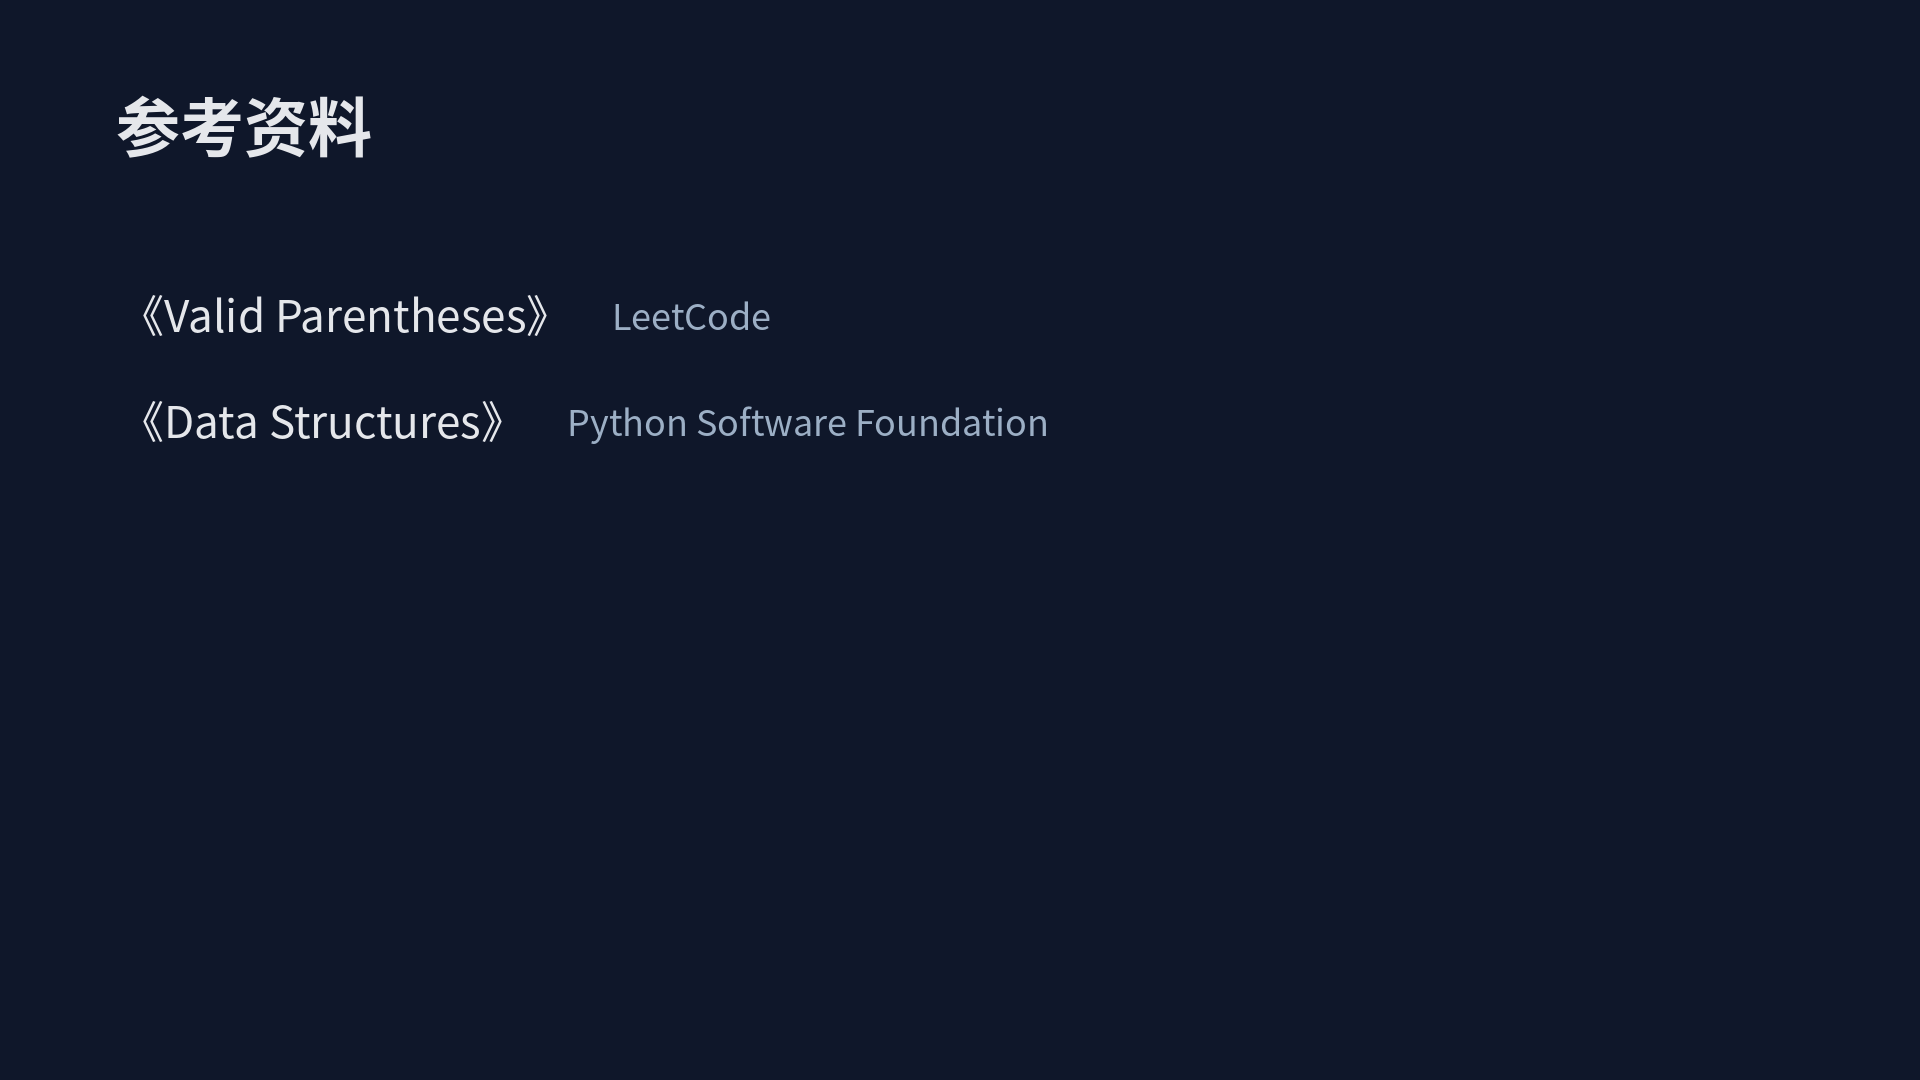 参考资料
《Valid Parentheses》 LeetCode
《Data Structures》 Python Software Foundation